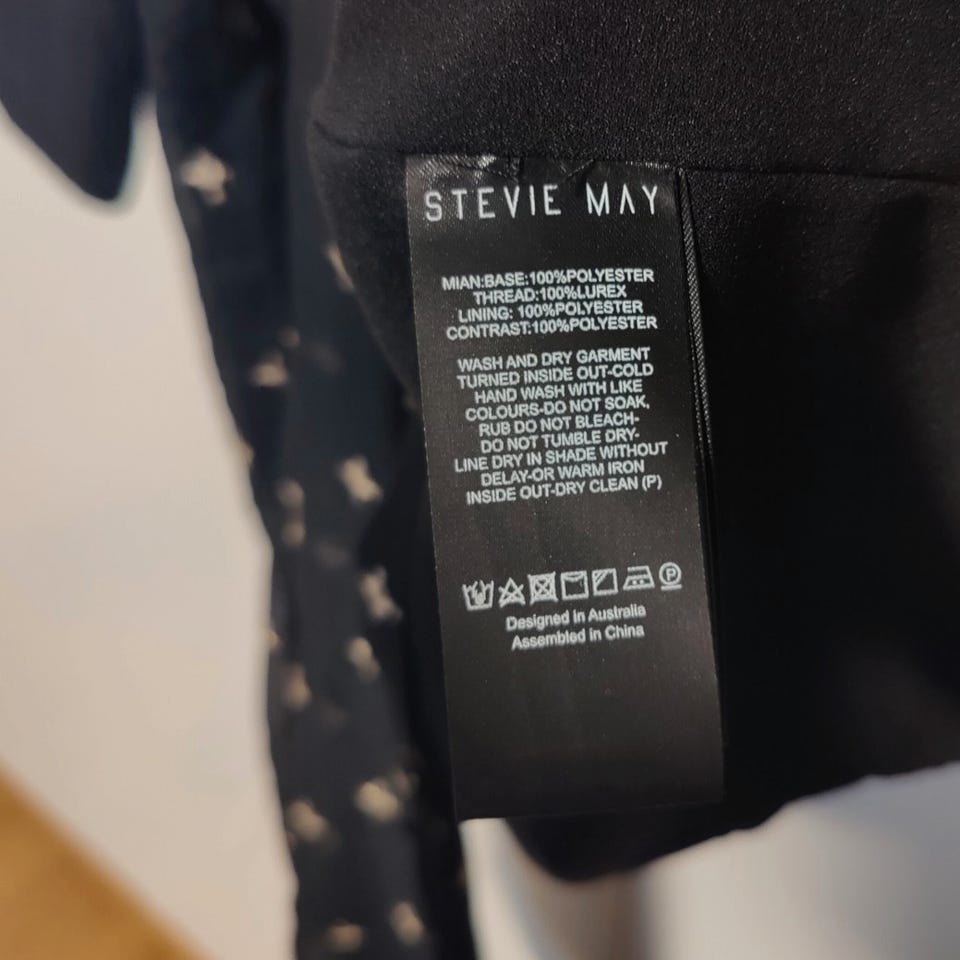 STEVIE MAY
MIAN:BASE:100%POLYESTER
THREAD:100%LUREX
LINING: 100%POLYESTER
CONTRAST:100%POLYESTER
WASH AND DRY GARMENT
TURNED INSIDE OUT-COLD
HAND WASH WITH LIKE
COLOURS-DO NOT SOAK,
RUB DO NOT BLEACH-
DO NOT TUMBLE DRY-
LINE DRY IN SHADE WITHOUT
DELAY-OR WARM IRON
INSIDE OUT-DRY CLEAN (P)
P
Designed in Australia
Assembled in China